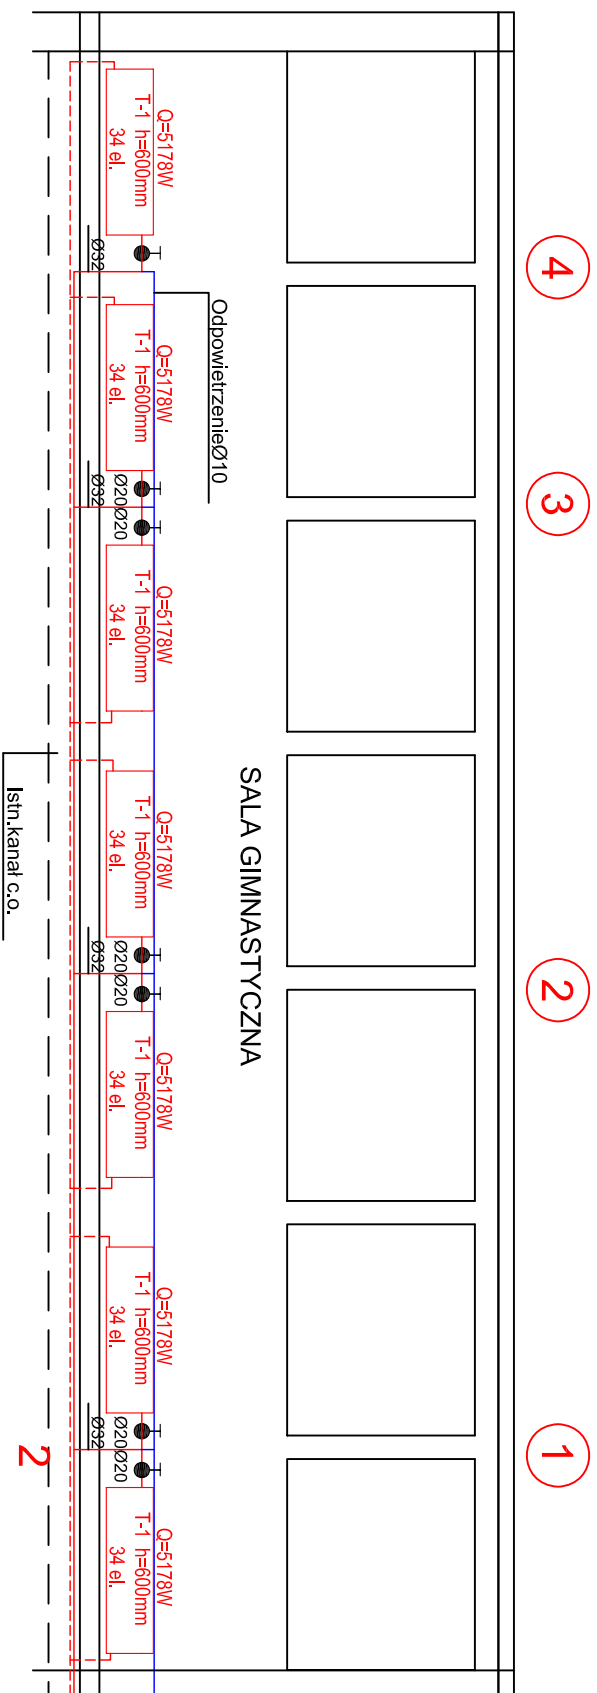 4
3
2
1
SALA GIMNASTYCZNA
OdpowietrzenieØ10
Q=5178W
T-1 h=600mm
34 el.
Ø32
Q=5178W
T-1 h=600mm
34 el.
Ø20
Ø20
Ø32
Q=5178W
T-1 h=600mm
34 el.
Q=5178W
T-1 h=600mm
34 el.
Ø20
Ø20
Ø32
Q=5178W
T-1 h=600mm
34 el.
Q=5178W
T-1 h=600mm
34 el.
Ø20
Ø20
Ø32
Q=5178W
T-1 h=600mm
34 el.
Istn.kanał c.o.
2